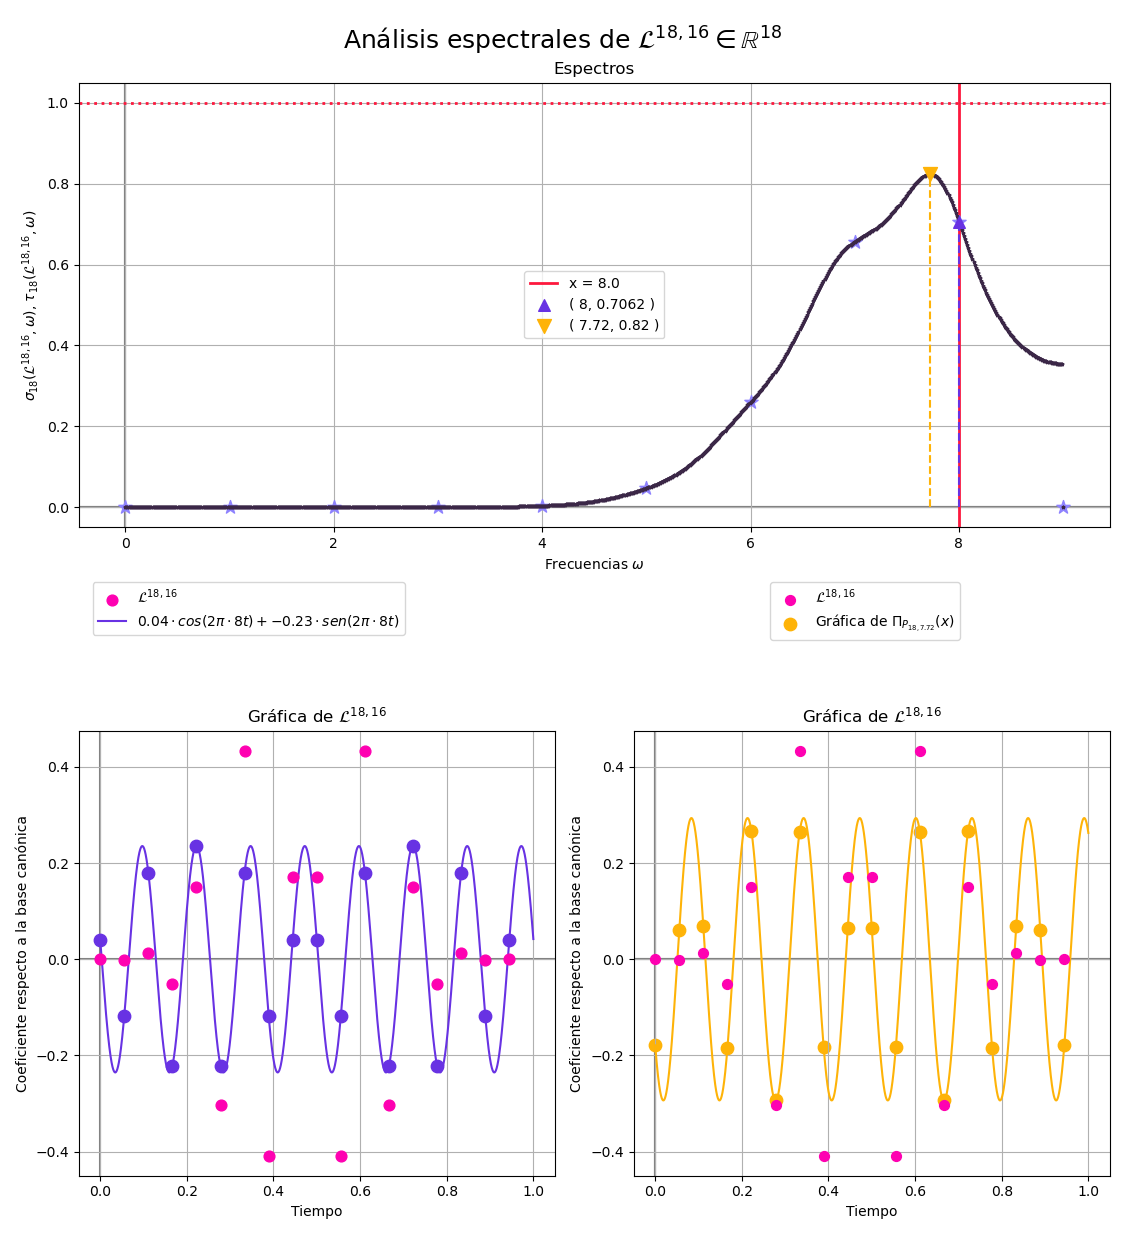 Análisis espectrales de $\mathcal{L}^{18,16} \in \mathbb{R}^{18}$
Espectros
$\sigma_{18}(\mathcal{L}^{18,16}, \omega)$, $\tau_{18}(\mathcal{L}^{18,16}, \omega)$
1.0
0.8
0.6
0.4
0.2
0.0
x = 8.0
( 8, 0.7062 )
( 7.72, 0.82 )
0 2 4 6 8
Frecuencias $\omega$
$\mathcal{L}^{18,16}$
$0.04 \cdot cos(2\pi \cdot 8t) + -0.23 \cdot sen(2\pi \cdot 8t)$
$\mathcal{L}^{18,16}$
Gráfica de $\Pi_{P_{18,7.72}}(x)$
Gráfica de $\mathcal{L}^{18,16}$
Coeficiente respecto a la base canónica
0.4
0.2
0.0
−0.2
−0.4
0.0 0.2 0.4 0.6 0.8 1.0
Tiempo
Gráfica de $\mathcal{L}^{18,16}$
Coeficiente respecto a la base canónica
0.4
0.2
0.0
−0.2
−0.4
0.0 0.2 0.4 0.6 0.8 1.0
Tiempo